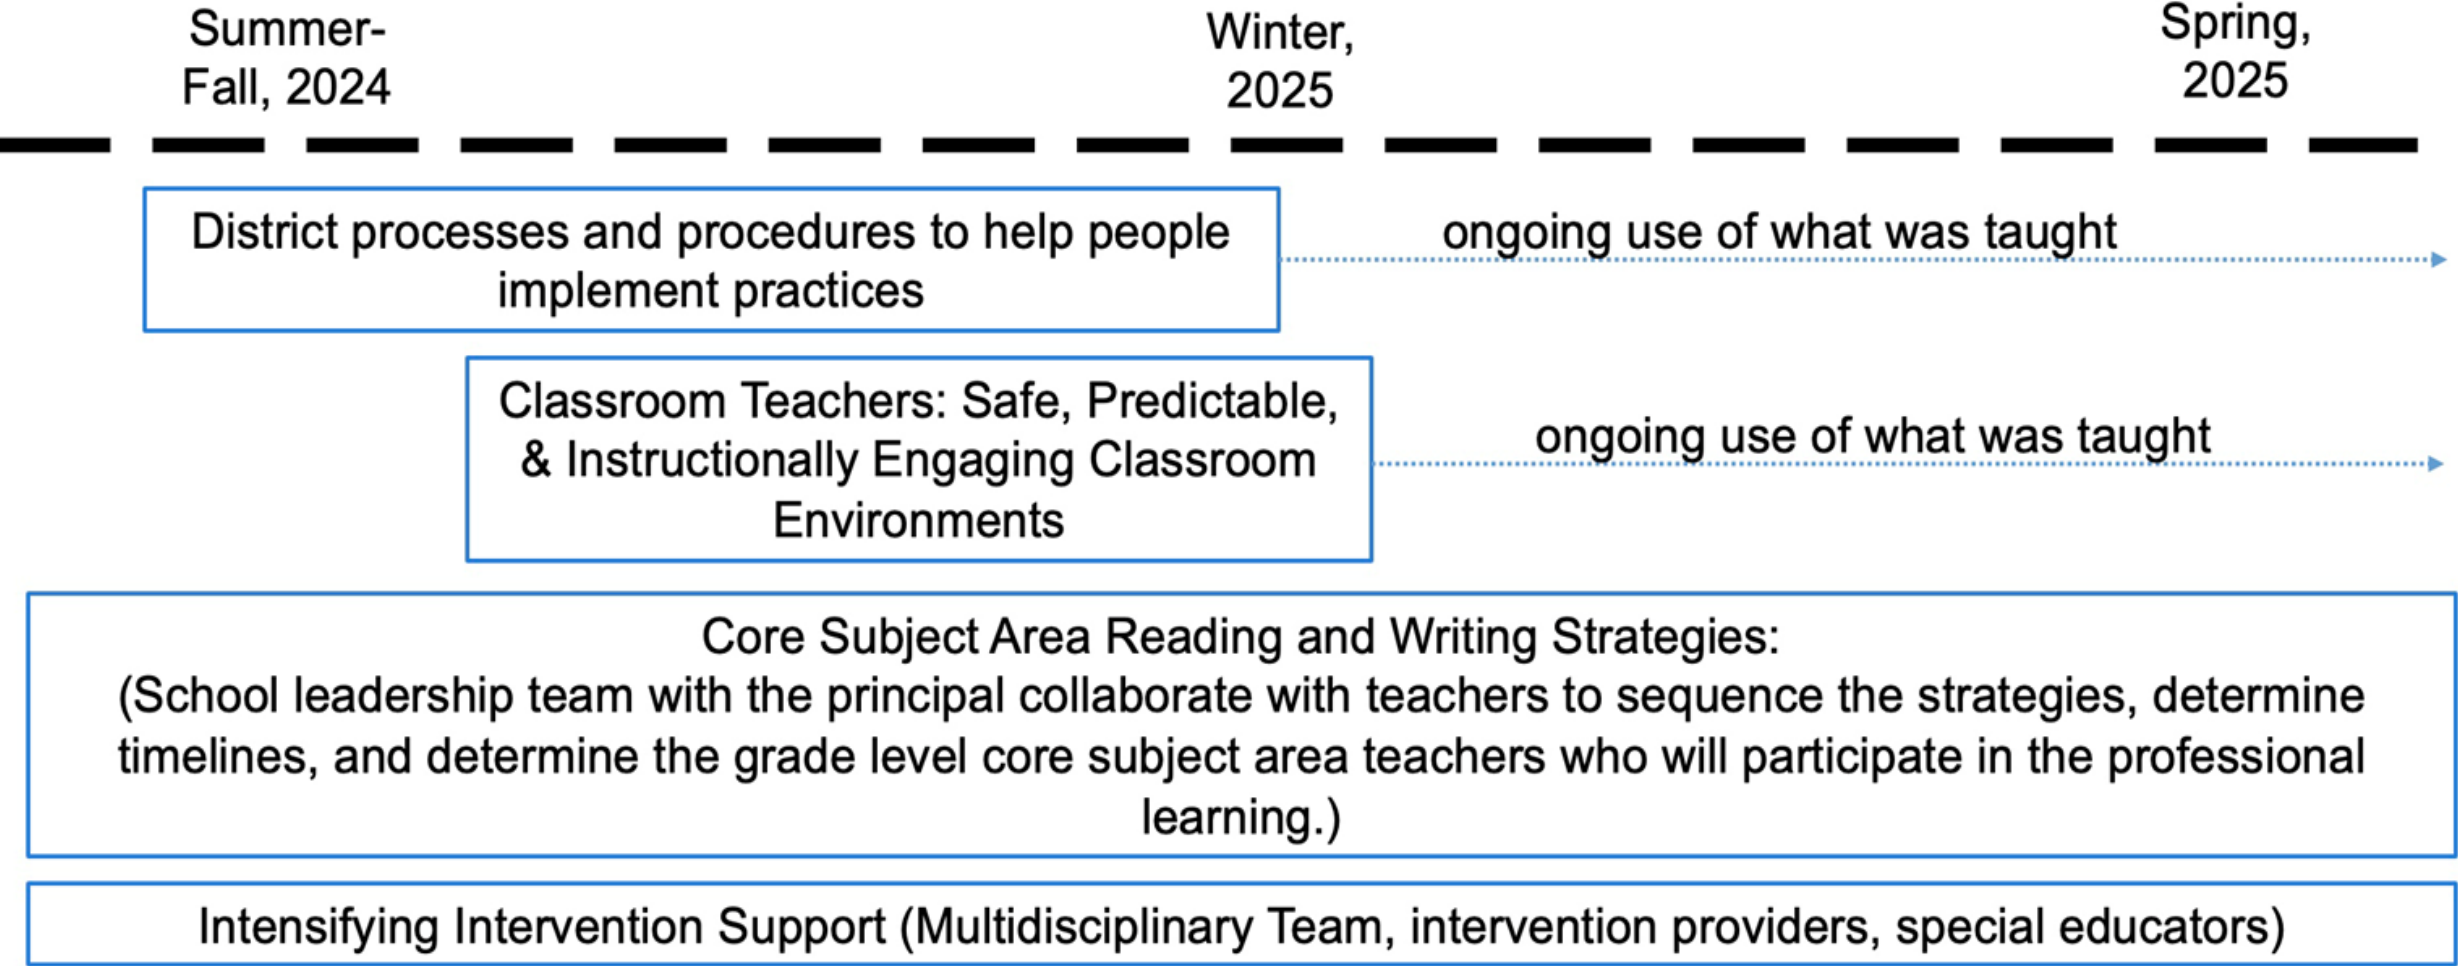 Summer-
Fall, 2024
Winter,
2025
Spring,
2025
District processes and procedures to help people
implement practices
ongoing use of what was taught
Classroom Teachers: Safe, Predictable,
& Instructionally Engaging Classroom
Environments
ongoing use of what was taught
Core Subject Area Reading and Writing Strategies:
(School leadership team with the principal collaborate with teachers to sequence the strategies, determine
timelines, and determine the grade level core subject area teachers who will participate in the professional
learning.)
Intensifying Intervention Support (Multidisciplinary Team, intervention providers, special educators)